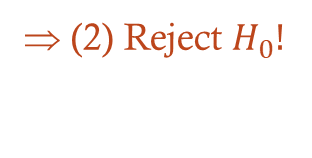 ⇒ (2) Reject H₀!